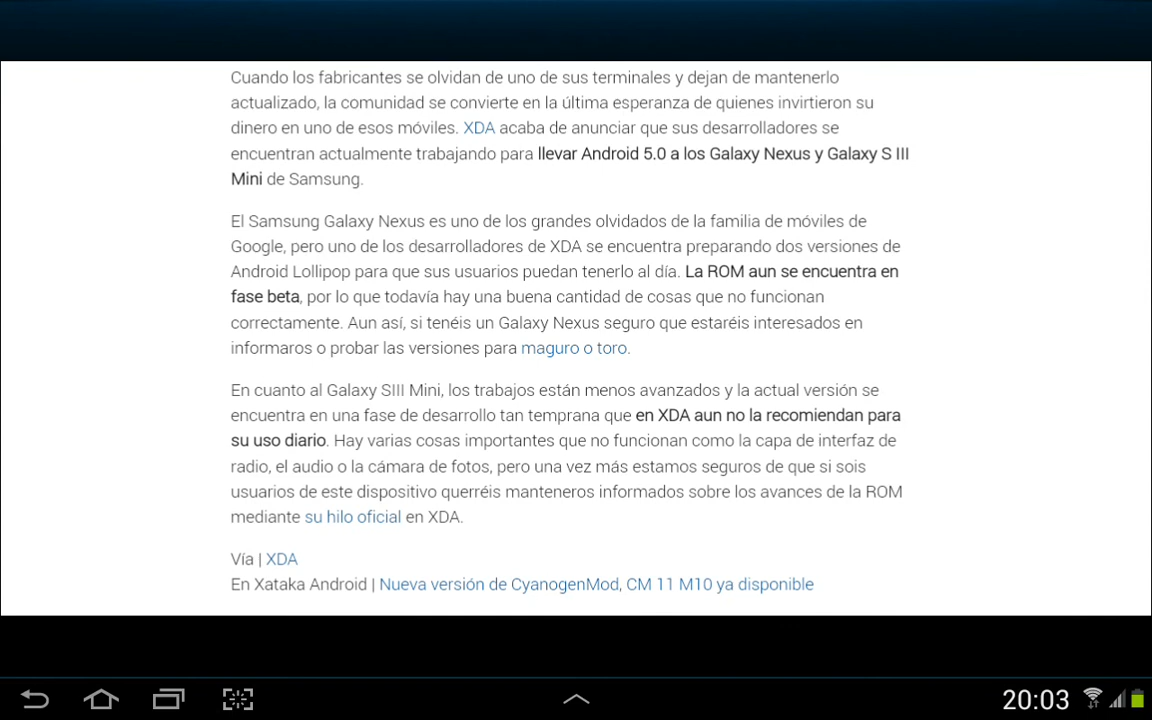 Cuando los fabricantes se olvidan de uno de sus terminales y dejan de mantenerlo
actualizado, la comunidad se convierte en la última esperanza de quienes invirtieron su
dinero en uno de esos móviles. XDA acaba de anunciar que sus desarrolladores se
encuentran actualmente trabajando para llevar Android 5.0 a los Galaxy Nexus y Galaxy S III
Mini de Samsung.
El Samsung Galaxy Nexus es uno de los grandes olvidados de la familia de móviles de
Google, pero uno de los desarrolladores de XDA se encuentra preparando dos versiones de
Android Lollipop para que sus usuarios puedan tenerlo al día. La ROM aun se encuentra en
fase beta, por lo que todavía hay una buena cantidad de cosas que no funcionan
correctamente. Aun así, si tenéis un Galaxy Nexus seguro que estaréis interesados en
informaros o probar las versiones para maguro o toro.
En cuanto al Galaxy SIII Mini, los trabajos están menos avanzados y la actual versión se
encuentra en una fase de desarrollo tan temprana que en XDA aun no la recomiendan para
su uso diario. Hay varias cosas importantes que no funcionan como la capa de interfaz de
radio, el audio o la cámara de fotos, pero una vez más estamos seguros de que si sois
usuarios de este dispositivo querréis manteneros informados sobre los avances de la ROM
mediante su hilo oficial en XDA.
Vía | XDA
En Xataka Android | Nueva versión de CyanogenMod, CM 11 M10 ya disponible
20:03